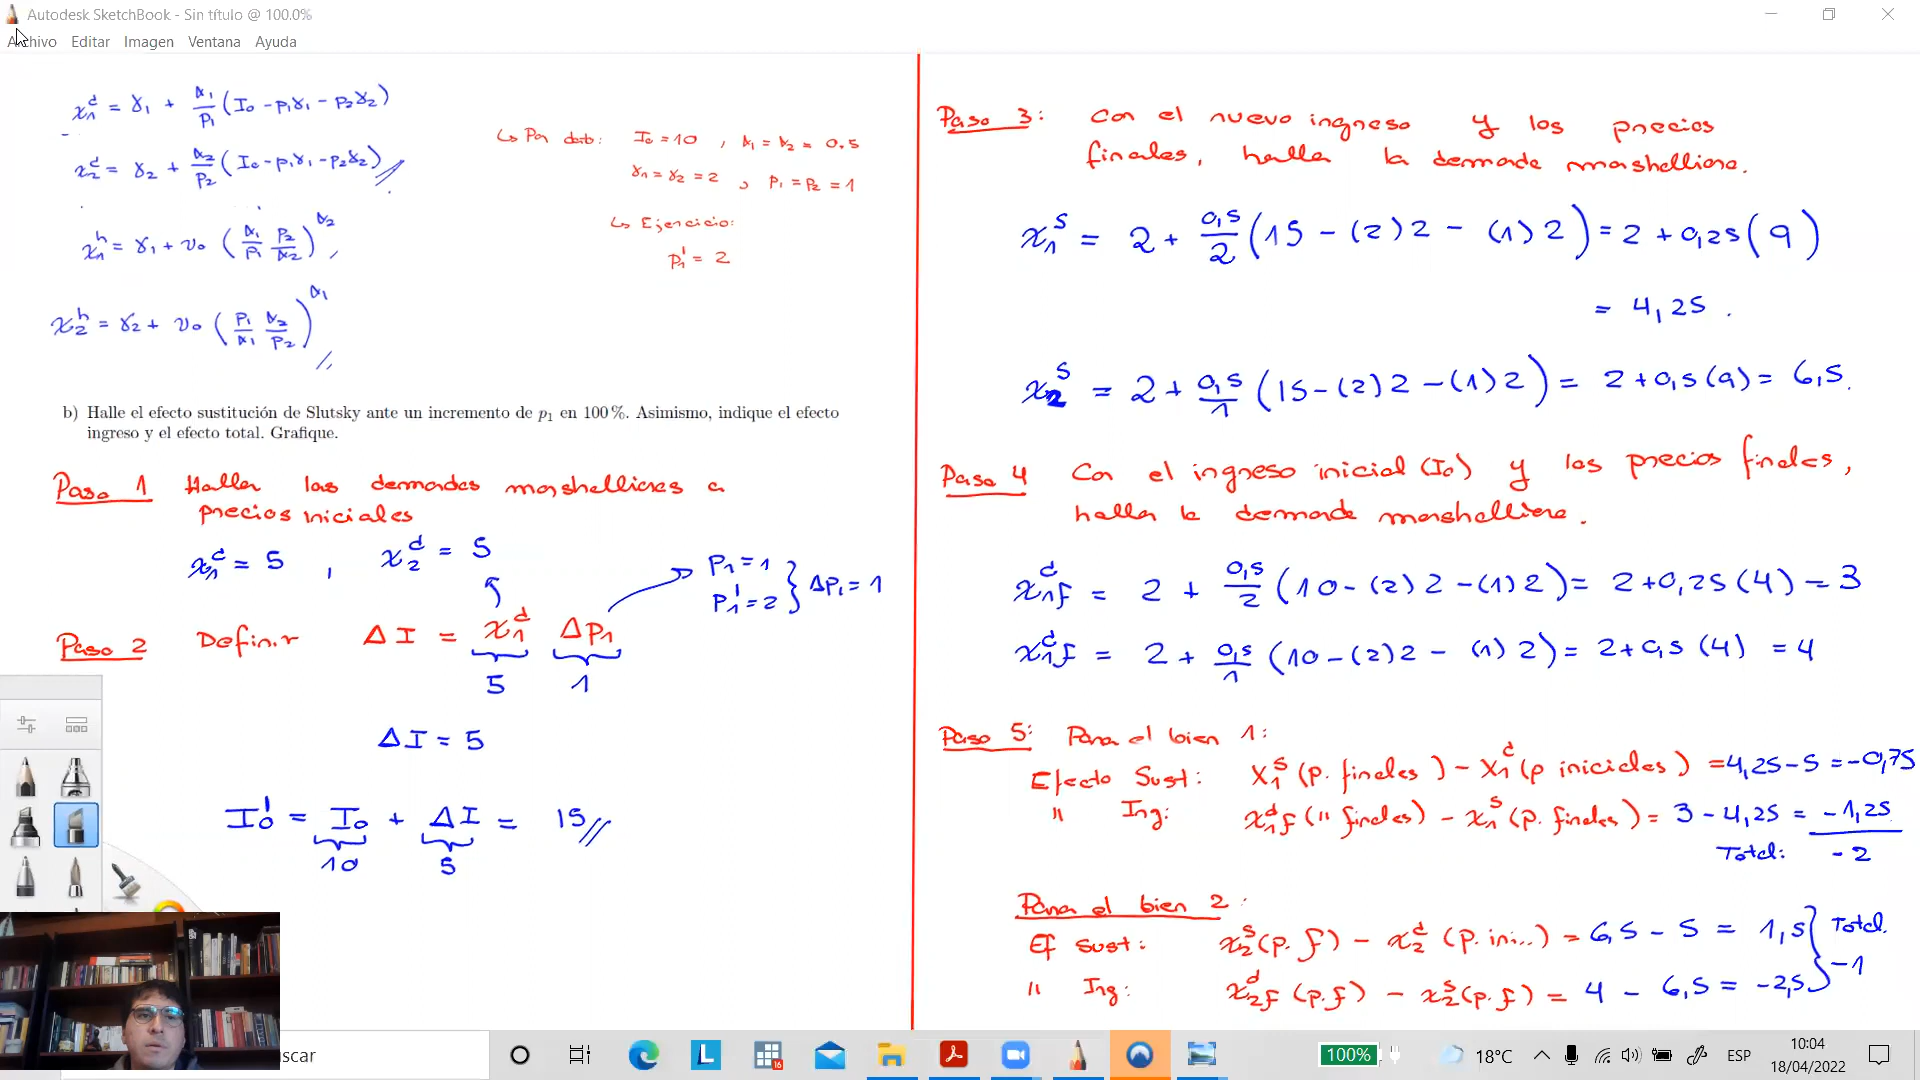 Autodesk SketchBook - Sin título @ 100.0%
Archivo Editar Imagen Ventana Ayuda
x₁ᵈ = γ₁ + α₁/p₁ (I₀ - p₁γ₁ - p₂γ₂)
x₂ᵈ = γ₂ + α₂/p₂ (I₀ - p₁γ₁ - p₂γ₂)
x₁ʰ = γ₁ + v₀ (α₁/p₁ p₂/α₂)^α₂
x₂ʰ = γ₂ + v₀ (p₁/α₁ α₂/p₂)^α₁
↳ Por dato: I₀ = 10 , α₁ = α₂ = 0.5
γ₁ = γ₂ = 2 , p₁ = p₂ = 1
↳ Ejercicio:
p₁' = 2
b) Halle el efecto sustitución de Slutsky ante un incremento de p₁ en 100%. Asimismo, indique el efecto
ingreso y el efecto total. Grafique.
Paso 1 Hallar las demandas marshallianas a
precios iniciales
x₁ᵈ = 5 , x₂ᵈ = 5
p₁ = 1
p₁' = 2 } Δp₁ = 1
Paso 2 Definir ΔI = x₁ᵈ Δp₁
5 1
ΔI = 5
I₀' = I₀ + ΔI = 15
10 5
Paso 3: Con el nuevo ingreso y los precios
finales, hallar la demanda marshalliana.
x₁ˢ = 2 + 0,5/2 (15 - (2)2 - (1)2) = 2 + 0,25(9)
= 4,25.
x₂ˢ = 2 + 0,5/1 (15 - (2)2 - (1)2) = 2 + 0,5(9) = 6,5.
Paso 4 Con el ingreso inicial (I₀) y los precios finales,
hallar la demanda marshalliana.
x₁fᵈ = 2 + 0,5/2 (10 - (2)2 - (1)2) = 2 + 0,25(4) = 3
x₁fᵈ = 2 + 0,5/1 (10 - (2)2 - (1)2) = 2 + 0,5(4) = 4
Paso 5: Para el bien 1:
Efecto Sust: X₁ˢ (p. finales) - X₁ᵈ (p iniciales) = 4,25 - 5 = -0,75
" Ing: x₁fᵈ (" finales) - x₁ˢ (p. finales) = 3 - 4,25 = -1,25
Total: -2
Para el bien 2:
Ef Sust: x₂ˢ (p. f) - x₂ᵈ (p. ini...) = 6,5 - 5 = 1,5
" Ing: x₂fᵈ (p.f) - x₂ˢ (p. f) = 4 - 6,5 = -2,5
} Total.
-1
uscar
16
100%
18°C
ESP
10:04
18/04/2022